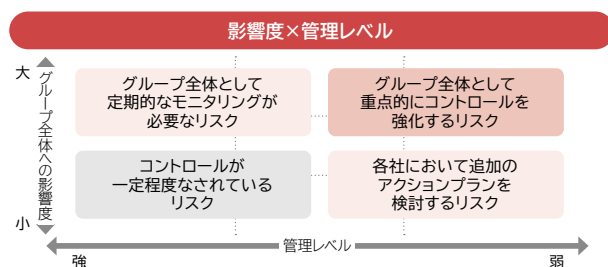 影響度×管理レベル
大
グループ全体への影響度
小
グループ全体として
定期的なモニタリングが
必要なリスク
グループ全体として
重点的にコントロールを
強化するリスク
コントロールが
一定程度なされている
リスク
各社において追加の
アクションプランを
検討するリスク
管理レベル
強
弱